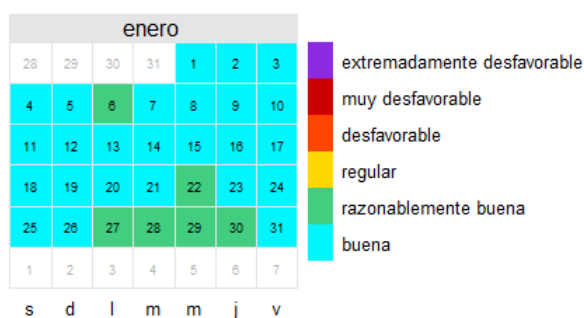 enero
28 29 30 31 1 2 3
4 5 6 7 8 9 10
11 12 13 14 15 16 17
18 19 20 21 22 23 24
25 26 27 28 29 30 31
1 2 3 4 5 6 7
s d l m m j v
extremadamente desfavorable
muy desfavorable
desfavorable
regular
razonablemente buena
buena